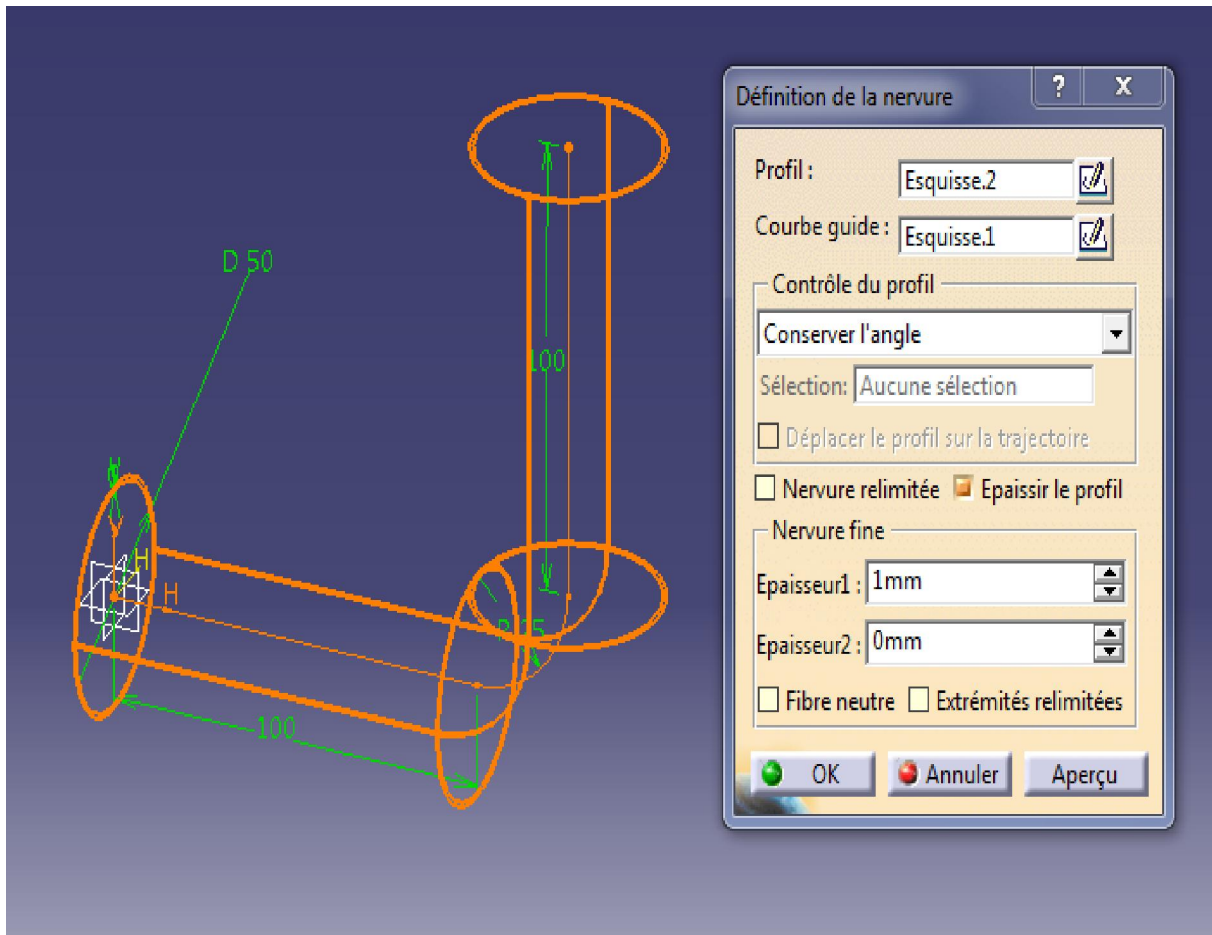 Définition de la nervure
?
X
Profil :
Esquisse.2
Courbe guide :
Esquisse.1
Contrôle du profil
Conserver l'angle
Sélection:
Aucune sélection
Déplacer le profil sur la trajectoire
Nervure relimitée
Epaissir le profil
Nervure fine
Epaisseur1 :
1mm
Epaisseur2 :
0mm
Fibre neutre
Extrémités relimitées
OK
Annuler
Aperçu
D 50
100
H
H
100